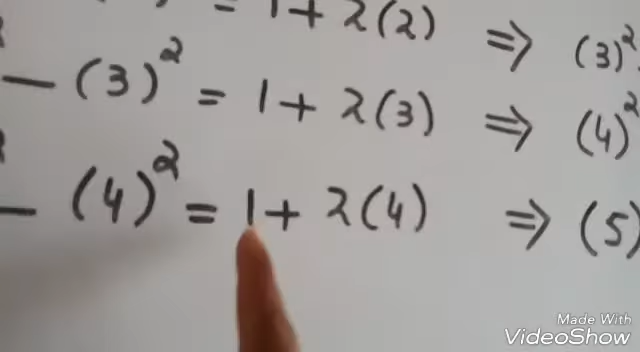 = 1 + 2(2) ⇒ (3)²
− (3)² = 1 + 2(3) ⇒ (4)²
− (4)² = 1 + 2(4) ⇒ (5)
Made With
VideoShow